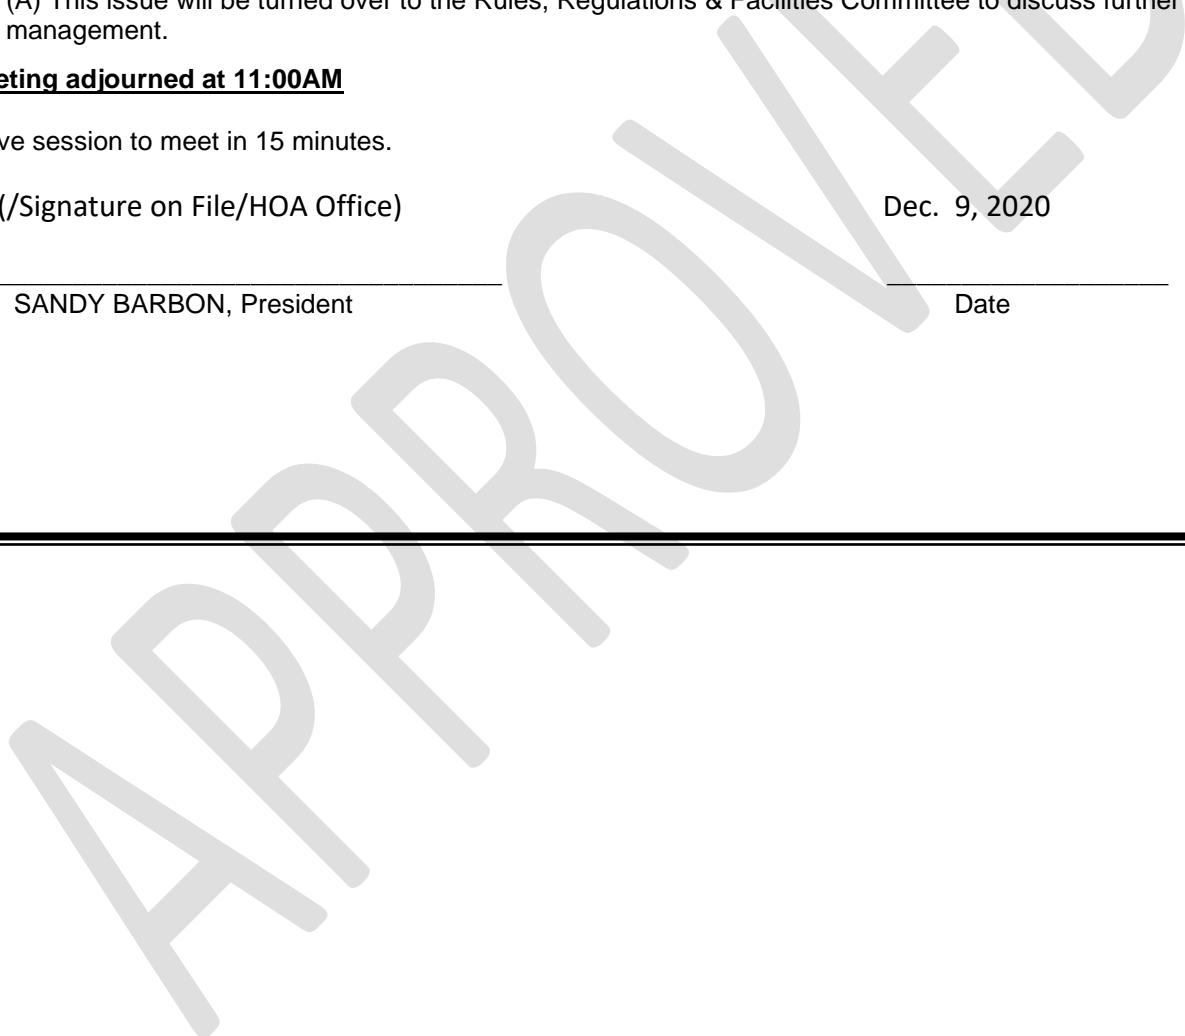 (A) This issue will be turned over to the Rules, Regulations & Facilities Committee to discuss further
management.
eting adjourned at 11:00AM
ve session to meet in 15 minutes.
(/Signature on File/HOA Office) Dec. 9, 2020
SANDY BARBON, President Date
APPROVED